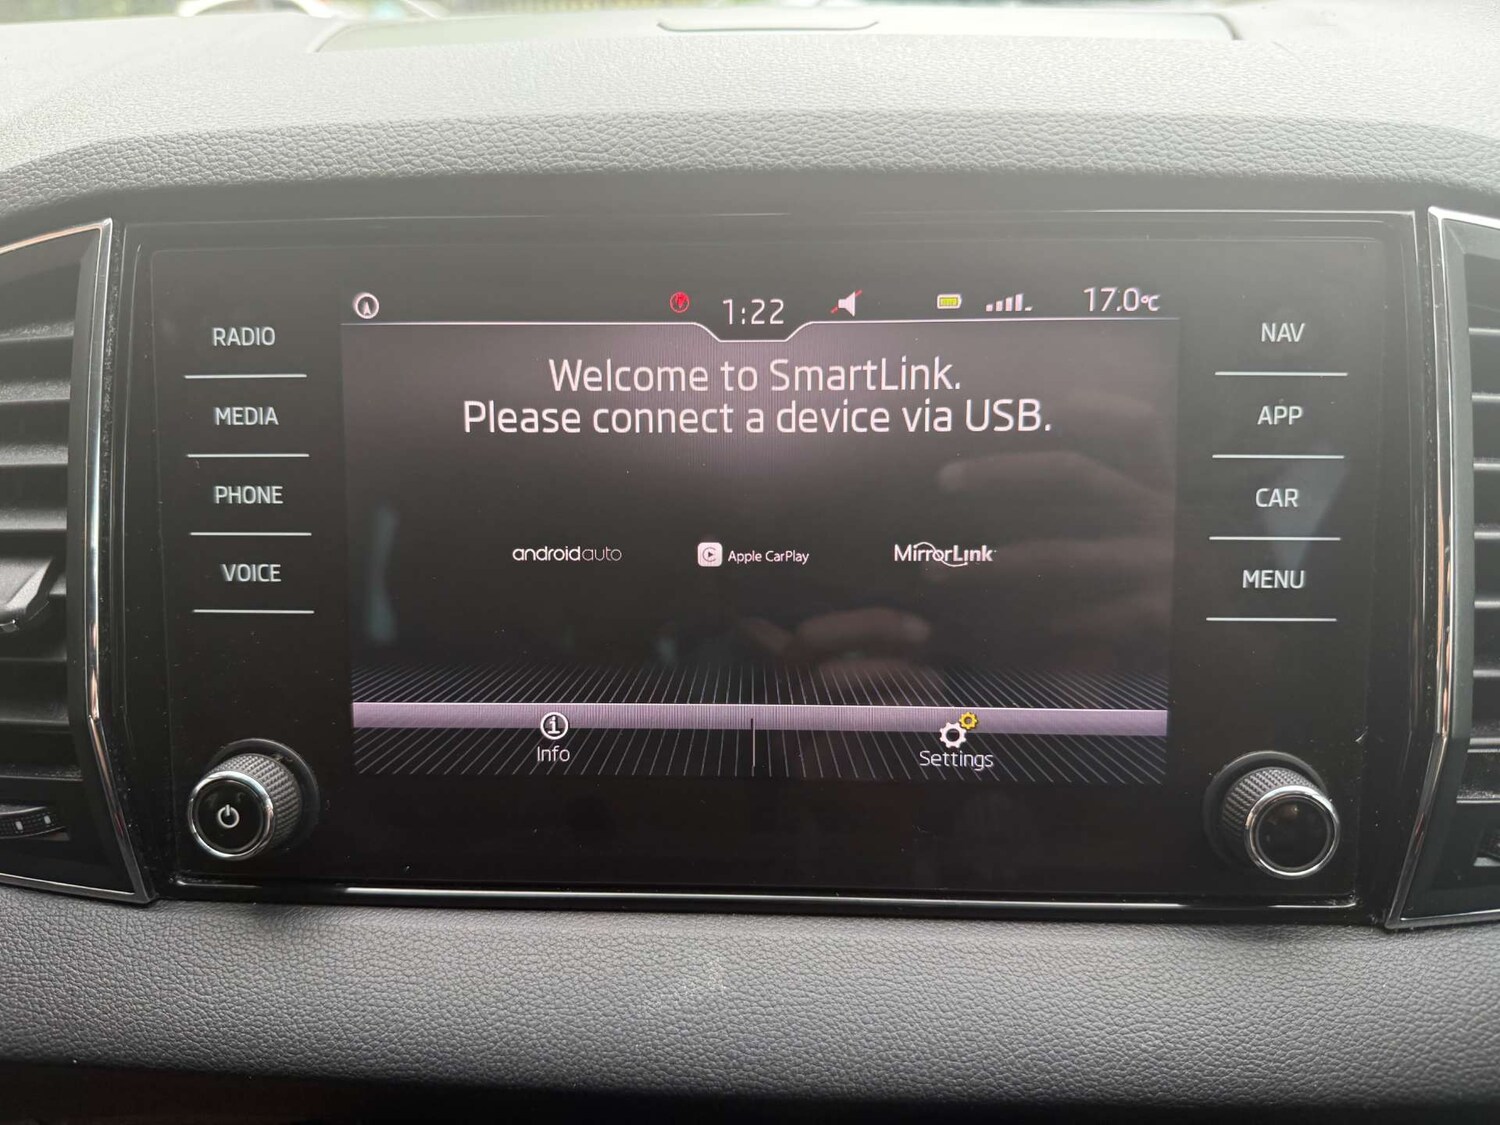 1:22
17.0°C
RADIO
MEDIA
PHONE
VOICE
Welcome to SmartLink.
Please connect a device via USB.
androidauto
Apple CarPlay
MirrorLink
Info
Settings
NAV
APP
CAR
MENU